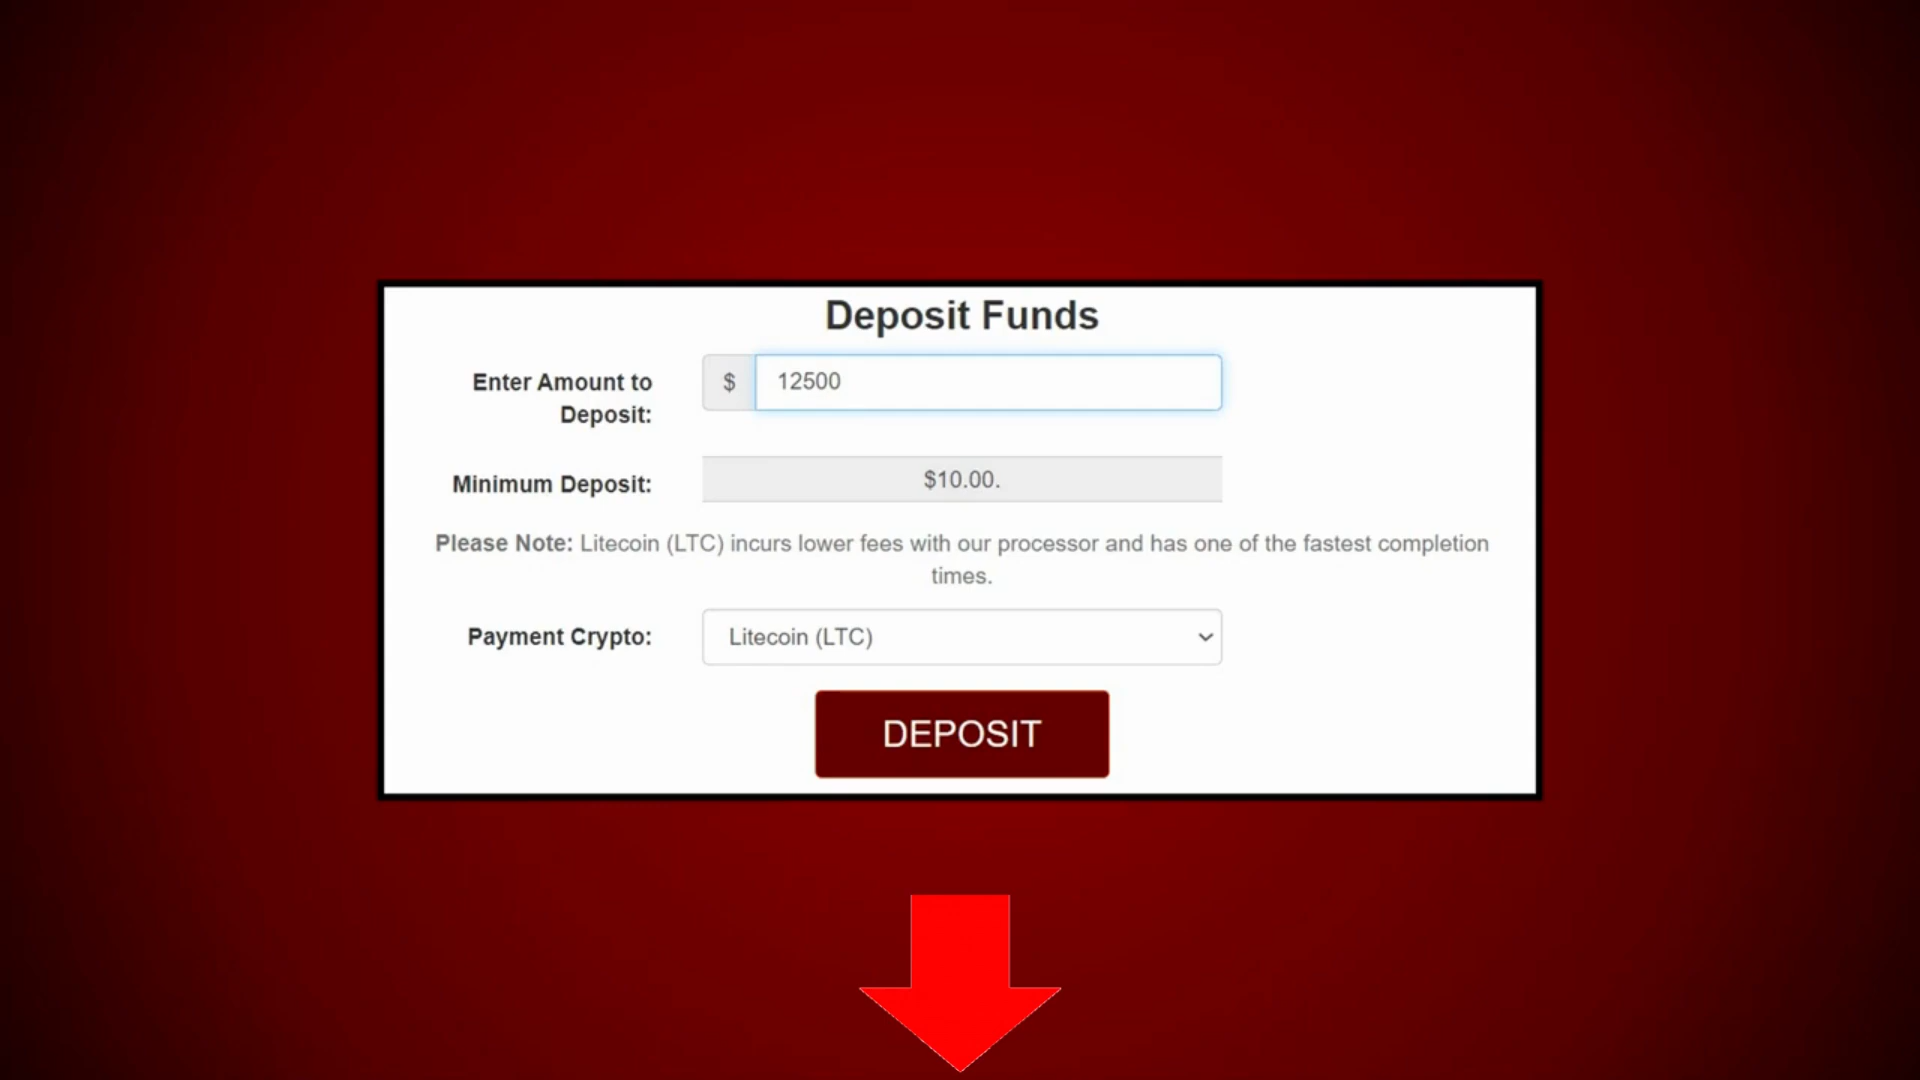 Deposit Funds
Enter Amount to
Deposit:
$ 12500
Minimum Deposit:
$10.00.
Please Note: Litecoin (LTC) incurs lower fees with our processor and has one of the fastest completion
times.
Payment Crypto:
Litecoin (LTC)
DEPOSIT